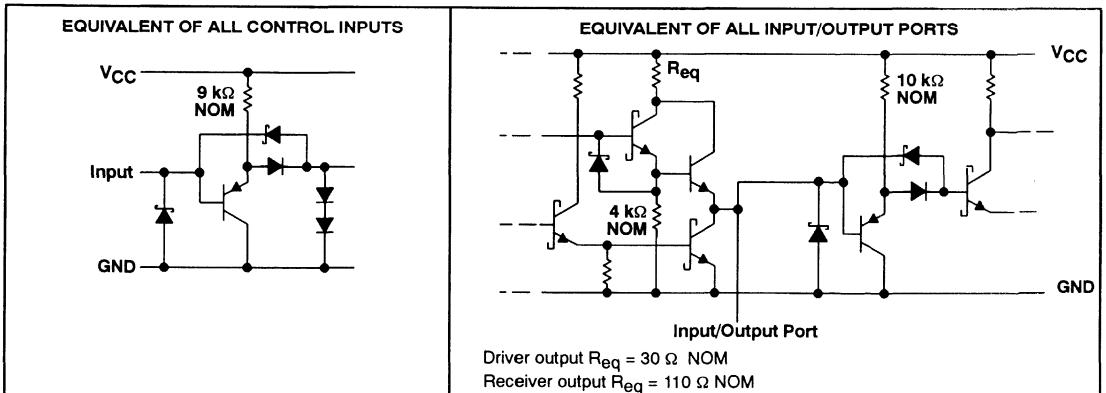 EQUIVALENT OF ALL CONTROL INPUTS
VCC
9 kΩ
NOM
Input
GND
EQUIVALENT OF ALL INPUT/OUTPUT PORTS
VCC
Req
10 kΩ
NOM
4 kΩ
NOM
GND
Input/Output Port
Driver output Req = 30 Ω NOM
Receiver output Req = 110 Ω NOM